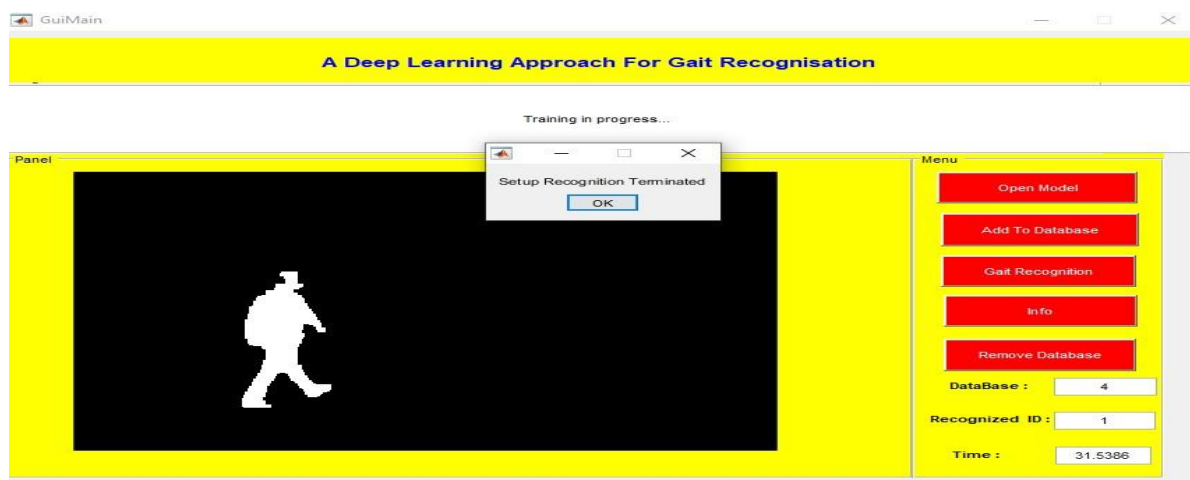 GuiMain
A Deep Learning Approach For Gait Recognisation
Training in progress...
Panel
Setup Recognition Terminated
OK
Menu
Open Model
Add To Database
Gait Recognition
Info
Remove Database
DataBase : 4
Recognized ID : 1
Time : 31.5386